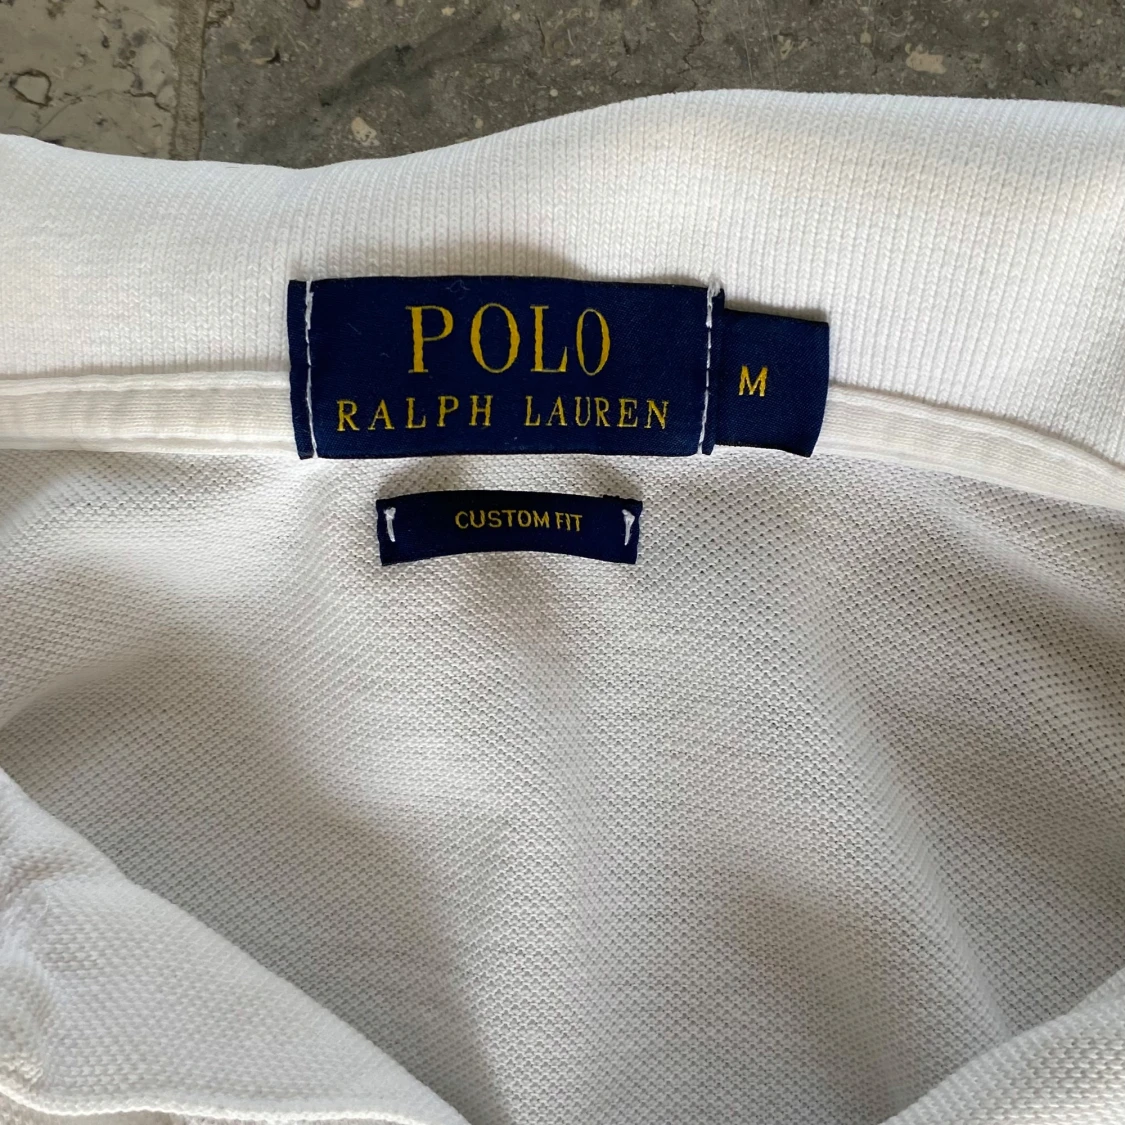 POLO
RALPH LAUREN
M
CUSTOM FIT